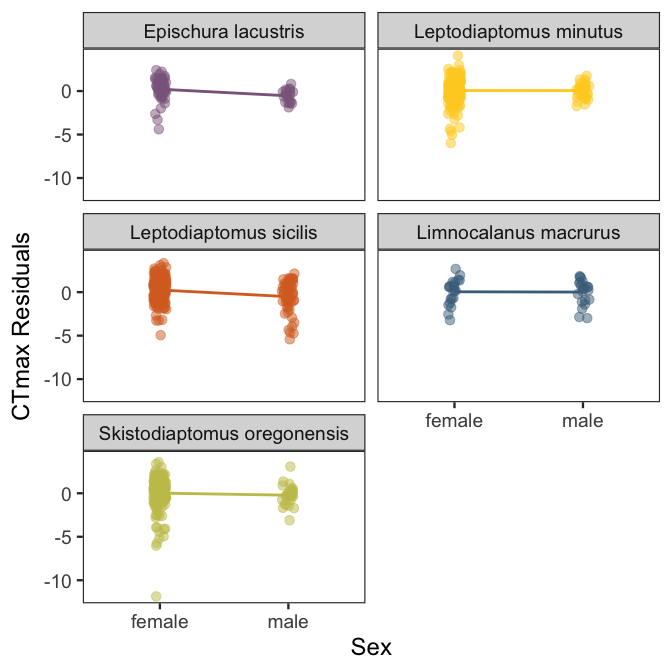 Epischura lacustris
Leptodiaptomus minutus
0
-5
-10
Leptodiaptomus sicilis
Limnocalanus macrurus
0
-5
-10
female
male
Skistodiaptomus oregonensis
0
-5
-10
female
male
CTmax Residuals
Sex